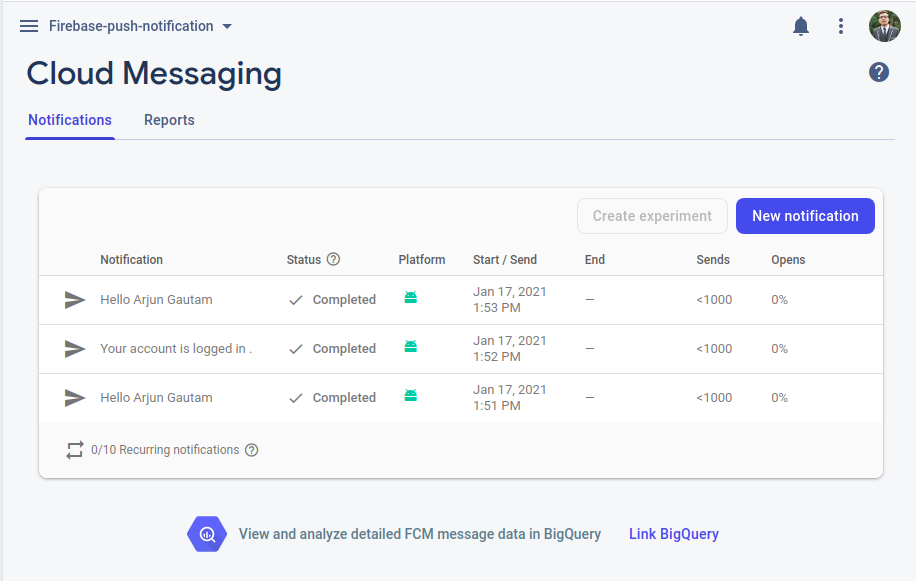 Firebase-push-notification
Cloud Messaging
?
Notifications Reports
Create experiment New notification
Notification Status ? Platform Start / Send End Sends Opens
Hello Arjun Gautam Completed Jan 17, 2021 1:53 PM — <1000 0%
Your account is logged in . Completed Jan 17, 2021 1:52 PM — <1000 0%
Hello Arjun Gautam Completed Jan 17, 2021 1:51 PM — <1000 0%
0/10 Recurring notifications ?
View and analyze detailed FCM message data in BigQuery Link BigQuery